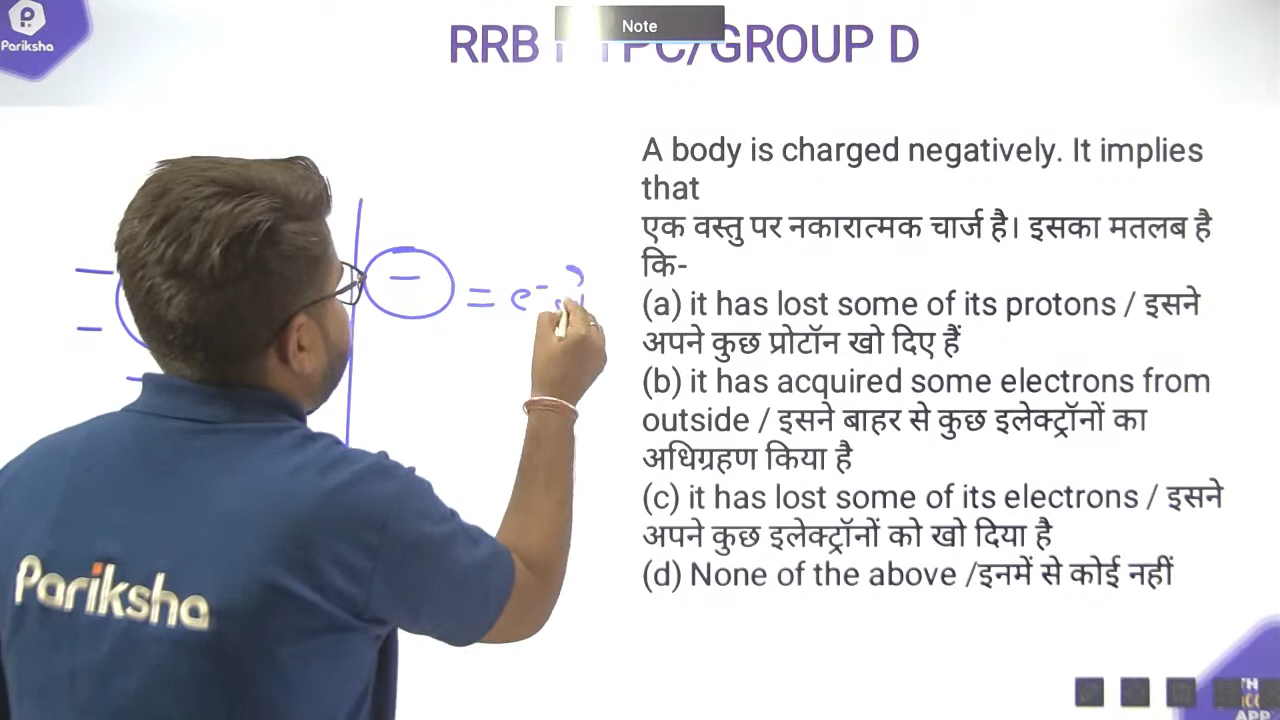 Pariksha
Note
RRB NTPC/GROUP D
A body is charged negatively. It implies
that
एक वस्तु पर नकारात्मक चार्ज है। इसका मतलब है
कि-
(a) it has lost some of its protons / इसने
अपने कुछ प्रोटॉन खो दिए हैं
(b) it has acquired some electrons from
outside / इसने बाहर से कुछ इलेक्ट्रॉनों का
अधिग्रहण किया है
(c) it has lost some of its electrons / इसने
अपने कुछ इलेक्ट्रॉनों को खो दिया है
(d) None of the above /इनमें से कोई नहीं
− = e⁻
Pariksha
APP